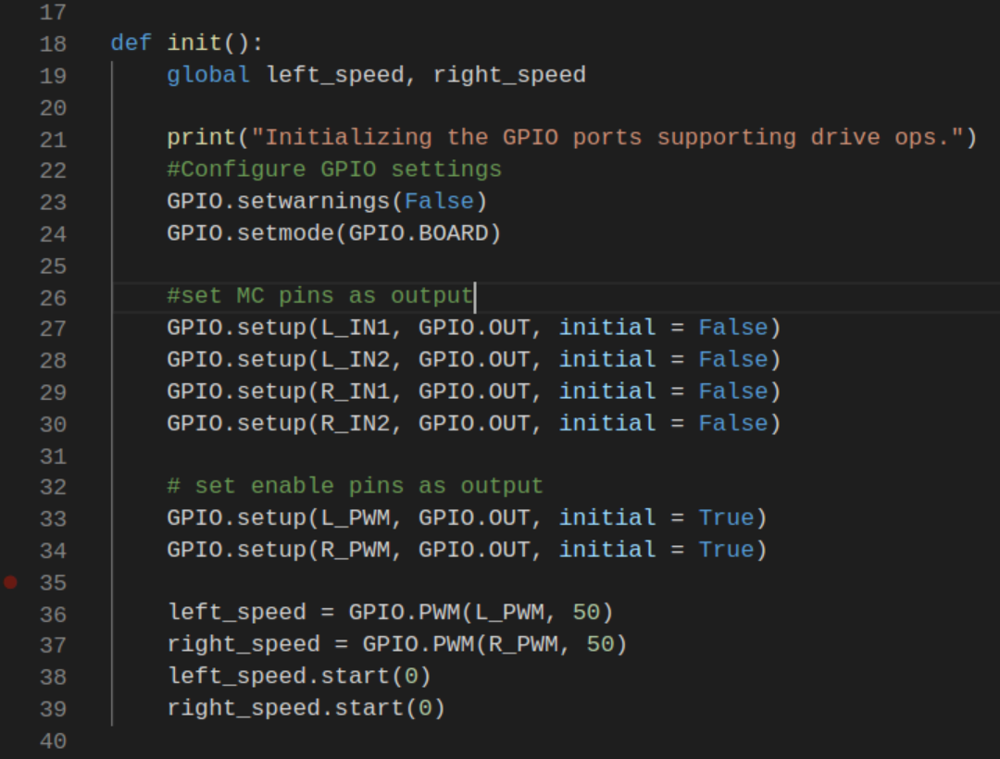 17
18 def init():
19     global left_speed, right_speed
20
21     print("Initializing the GPIO ports supporting drive ops.")
22     #Configure GPIO settings
23     GPIO.setwarnings(False)
24     GPIO.setmode(GPIO.BOARD)
25
26     #set MC pins as output
27     GPIO.setup(L_IN1, GPIO.OUT, initial = False)
28     GPIO.setup(L_IN2, GPIO.OUT, initial = False)
29     GPIO.setup(R_IN1, GPIO.OUT, initial = False)
30     GPIO.setup(R_IN2, GPIO.OUT, initial = False)
31
32     # set enable pins as output
33     GPIO.setup(L_PWM, GPIO.OUT, initial = True)
34     GPIO.setup(R_PWM, GPIO.OUT, initial = True)
35
36     left_speed = GPIO.PWM(L_PWM, 50)
37     right_speed = GPIO.PWM(R_PWM, 50)
38     left_speed.start(0)
39     right_speed.start(0)
40